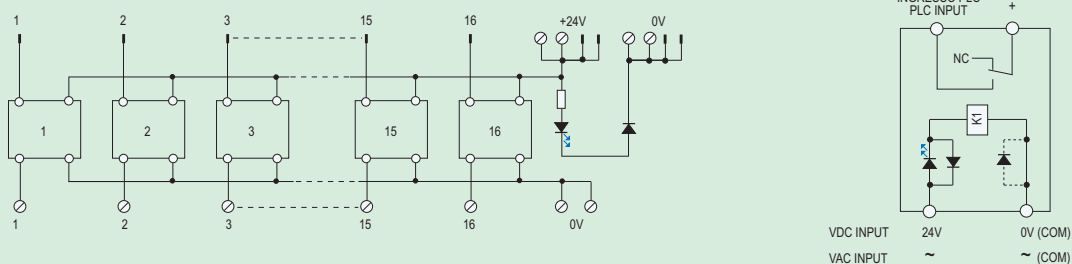 1 2 3 15 16 +24V 0V
1 2 3 15 16
1 2 3 15 16 0V
PLC INPUT +
NC
K1
VDC INPUT 24V 0V (COM)
VAC INPUT ~ ~ (COM)